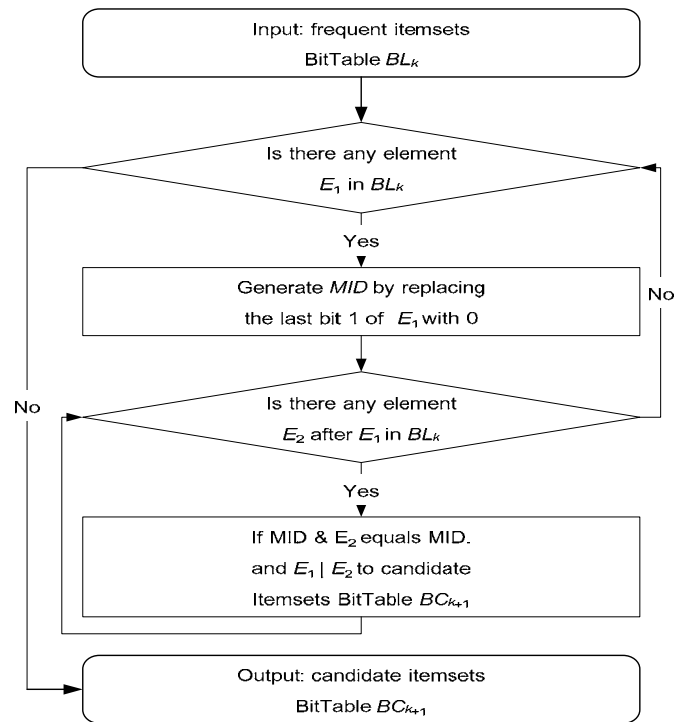 Input: frequent itemsets
BitTable BLₖ
Is there any element
E₁ in BLₖ
Yes
Generate MID by replacing
the last bit 1 of E₁ with 0
No
Is there any element
E₂ after E₁ in BLₖ
No
Yes
If MID & E₂ equals MID.
and E₁ | E₂ to candidate
Itemsets BitTable BCₖ₊₁
Output: candidate itemsets
BitTable BCₖ₊₁